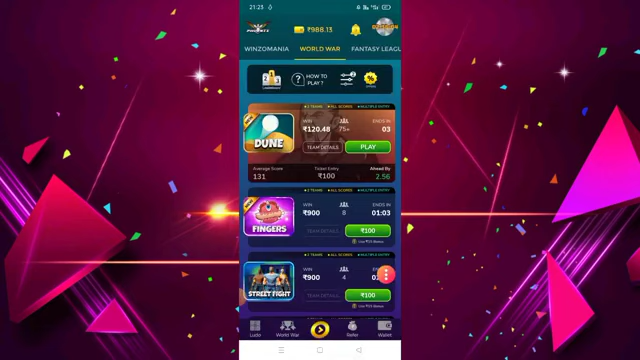 21:23
PHOENIX
₹988.13
WINZOMANIA WORLD WAR FANTASY LEAGU
HOW TO PLAY ?
2 TEAMS ALL SCORES MULTIPLE ENTRY
WIN
₹120.48
75+
ENDS IN
03
DUNE
TEAM DETAILS
PLAY
Average Score
131
Ticket Entry
₹100
Ahead By
2.56
2 TEAMS ALL SCORES MULTIPLE ENTRY
WIN
₹900
8
ENDS IN
01:03
FINGERS
TEAM DETAILS
₹100
2 TEAMS ALL SCORES MULTIPLE ENTRY
WIN
₹900
4
STREET FIGHT
TEAM DETAILS
₹100
Ludo
World War
Refer
Wallet